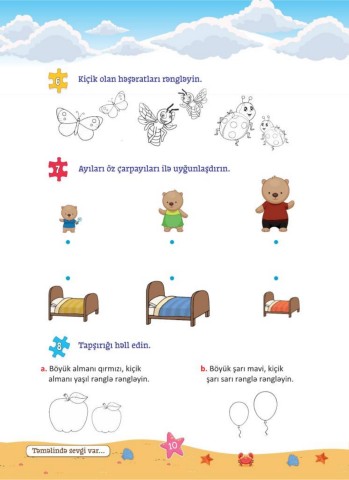 6 Kiçik olan həşəratları rəngləyin.
7 Ayıları öz çarpayıları ilə uyğunlaşdırın.
8 Tapşırığı həll edin.
a. Böyük almanı qırmızı, kiçik
almanı yaşıl rənglə rəngləyin.
b. Böyük şarı mavi, kiçik
şarı sarı rənglə rəngləyin.
Təməlində sevgi var...
10